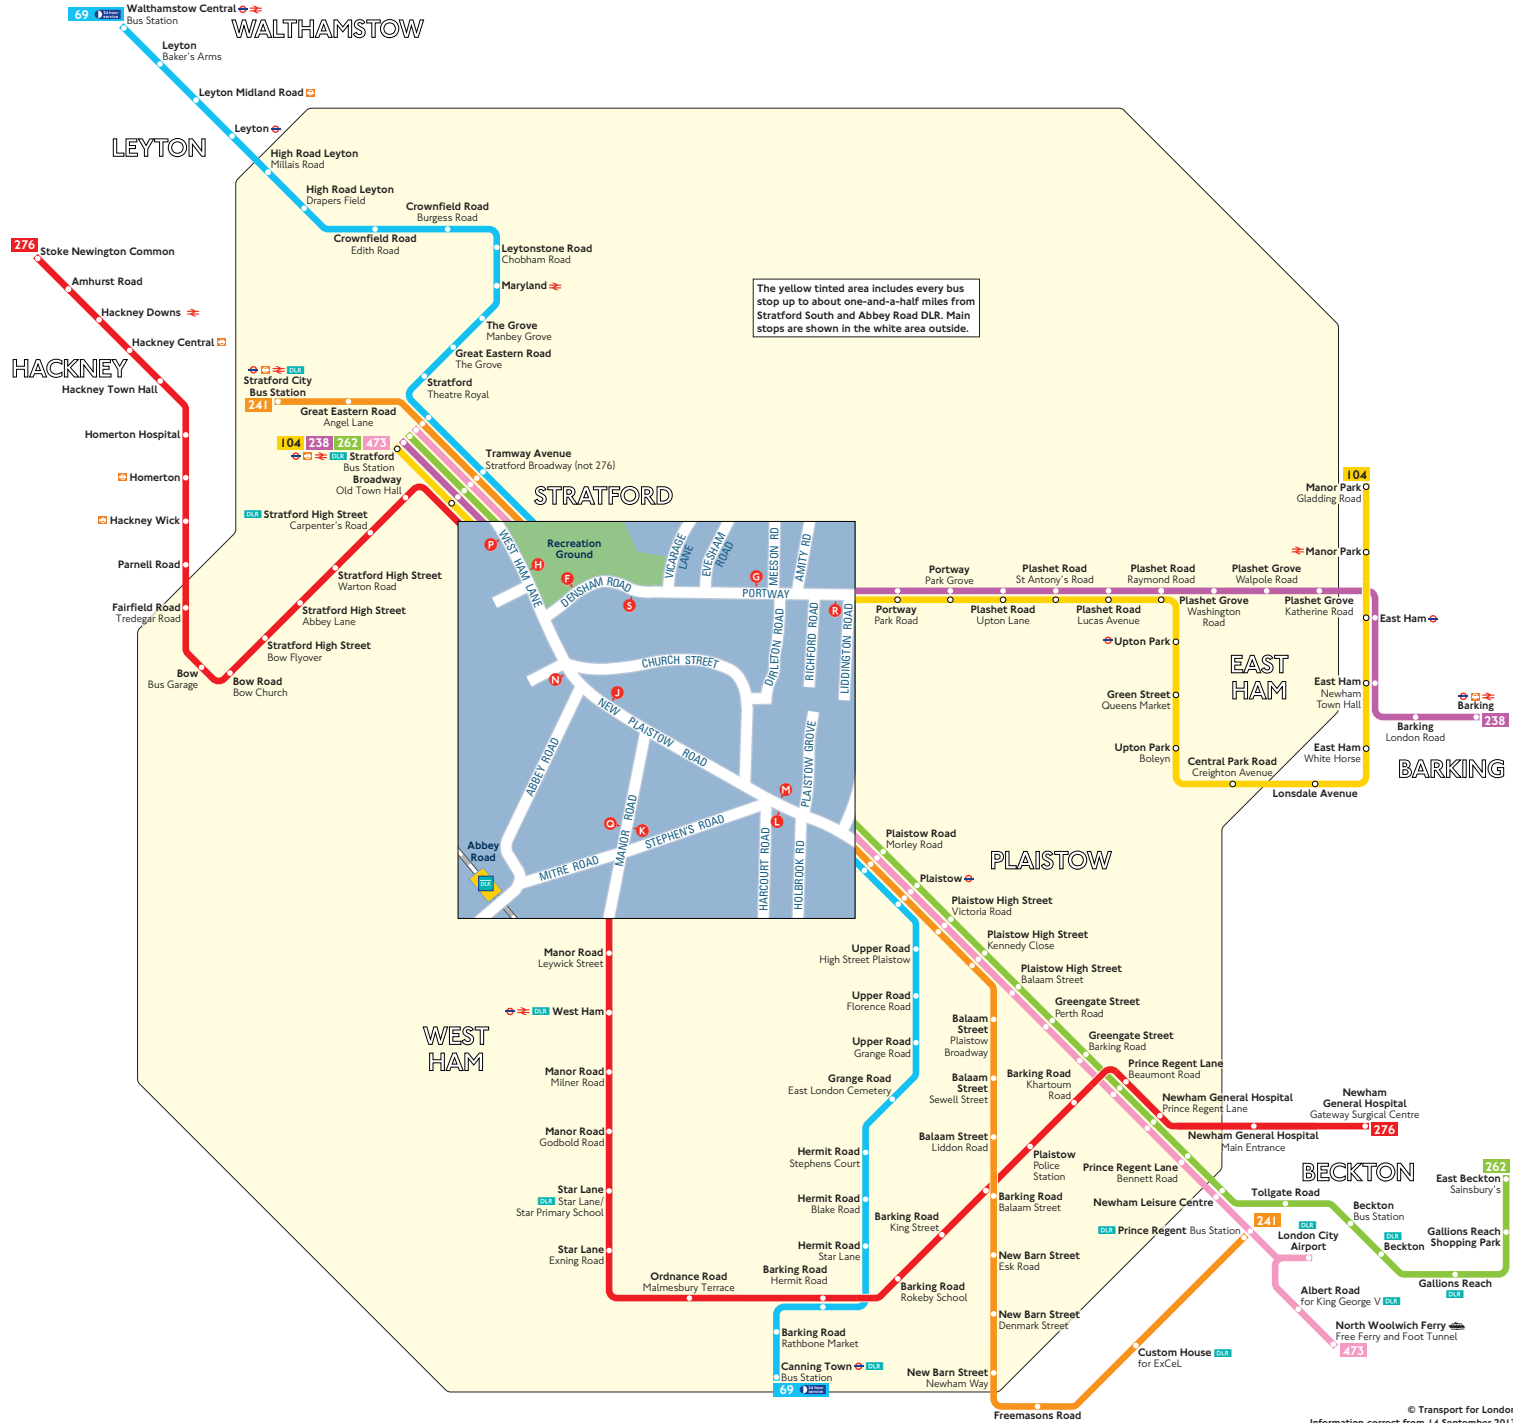 69
24 hour
service
Walthamstow Central
Bus Station
WALTHAMSTOW
Leyton
Baker's Arms
Leyton Midland Road
Leyton
LEYTON
High Road Leyton
Millais Road
High Road Leyton
Drapers Field
Crownfield Road
Burgess Road
Crownfield Road
Edith Road
Leytonstone Road
Chobham Road
Maryland
The Grove
Manbey Grove
Great Eastern Road
The Grove
Stratford
Theatre Royal
Tramway Avenue
Stratford Broadway (not 276)
STRATFORD
The yellow tinted area includes every bus
stop up to about one-and-a-half miles from
Stratford South and Abbey Road DLR. Main
stops are shown in the white area outside.
276
Stoke Newington Common
Amhurst Road
Hackney Downs
Hackney Central
HACKNEY
Hackney Town Hall
Homerton Hospital
Homerton
Hackney Wick
Parnell Road
Fairfield Road
Tredegar Road
Bow
Bus Garage
Bow Road
Bow Church
Stratford High Street
Bow Flyover
Stratford High Street
Abbey Lane
Stratford High Street
Warton Road
DLR Stratford High Street
Carpenter's Road
Broadway
Old Town Hall
DLR
Stratford City
Bus Station
241
Great Eastern Road
Angel Lane
104 238 262 473
DLR Stratford
Bus Station
P
H
F
S
G
R
N
J
M
L
Q
K
Recreation
Ground
WEST HAM LANE
DENSHAM ROAD
VICARAGE
LANE
EVESHAM
ROAD
MEESON RD
AMITY RD
PORTWAY
CHURCH STREET
DIRLETON ROAD
RICHFORD ROAD
LIDDINGTON ROAD
NEW PLAISTOW ROAD
ABBEY ROAD
MANOR ROAD
PLAISTOW GROVE
MITRE ROAD
STEPHEN'S ROAD
HARCOURT ROAD
HOLBROOK RD
Abbey
Road
DLR
Portway
Park Grove
Plashet Road
St Antony's Road
Plashet Road
Raymond Road
Plashet Grove
Walpole Road
Portway
Park Road
Plashet Road
Upton Lane
Plashet Road
Lucas Avenue
Plashet Grove
Washington
Road
Plashet Grove
Katherine Road
104
Manor Park
Gladding Road
Manor Park
East Ham
Upton Park
Green Street
Queens Market
Upton Park
Boleyn
EAST
HAM
East Ham
Newham
Town Hall
East Ham
White Horse
Central Park Road
Creighton Avenue
Lonsdale Avenue
Barking
London Road
Barking
238
BARKING
PLAISTOW
Plaistow Road
Morley Road
Plaistow
Plaistow High Street
Victoria Road
Plaistow High Street
Kennedy Close
Plaistow High Street
Balaam Street
Greengate Street
Perth Road
Greengate Street
Barking Road
Prince Regent Lane
Beaumont Road
Newham General Hospital
Prince Regent Lane
Newham General Hospital
Main Entrance
Newham
General Hospital
Gateway Surgical Centre
276
Prince Regent Lane
Bennett Road
Newham Leisure Centre
DLR Prince Regent Bus Station
241
BECKTON
Tollgate Road
Beckton
Bus Station
DLR
Beckton
Gallions Reach
DLR
Gallions Reach
Shopping Park
East Beckton
Sainsbury's
262
DLR
London City
Airport
Albert Road
for King George V DLR
North Woolwich Ferry
Free Ferry and Foot Tunnel
473
Custom House DLR
for ExCeL
Freemasons Road
Manor Road
Leywick Street
DLR West Ham
WEST
HAM
Manor Road
Milner Road
Manor Road
Godbold Road
Star Lane
DLR Star Lane/
Star Primary School
Star Lane
Exning Road
Ordnance Road
Malmesbury Terrace
Barking Road
Hermit Road
Barking Road
Rokeby School
Barking Road
King Street
Barking Road
Balaam Street
Plaistow
Police
Station
Barking Road
Khartoum
Road
Upper Road
High Street Plaistow
Upper Road
Florence Road
Upper Road
Grange Road
Grange Road
East London Cemetery
Hermit Road
Stephens Court
Hermit Road
Blake Road
Hermit Road
Star Lane
Barking Road
Rathbone Market
Canning Town DLR
Bus Station
69
24 hour
service
Balaam
Street
Plaistow
Broadway
Balaam
Street
Sewell Street
Balaam Street
Liddon Road
New Barn Street
Esk Road
New Barn Street
Denmark Street
New Barn Street
Newham Way
© Transport for London
Information correct from 14 September 201